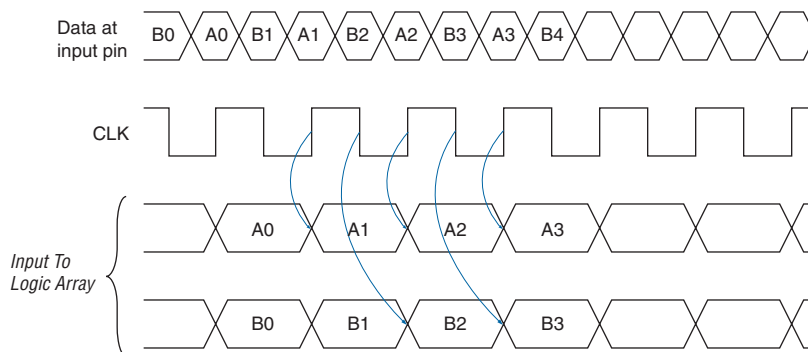 Data at
input pin
B0 A0 B1 A1 B2 A2 B3 A3 B4
CLK
A0 A1 A2 A3
Input To
Logic Array
B0 B1 B2 B3